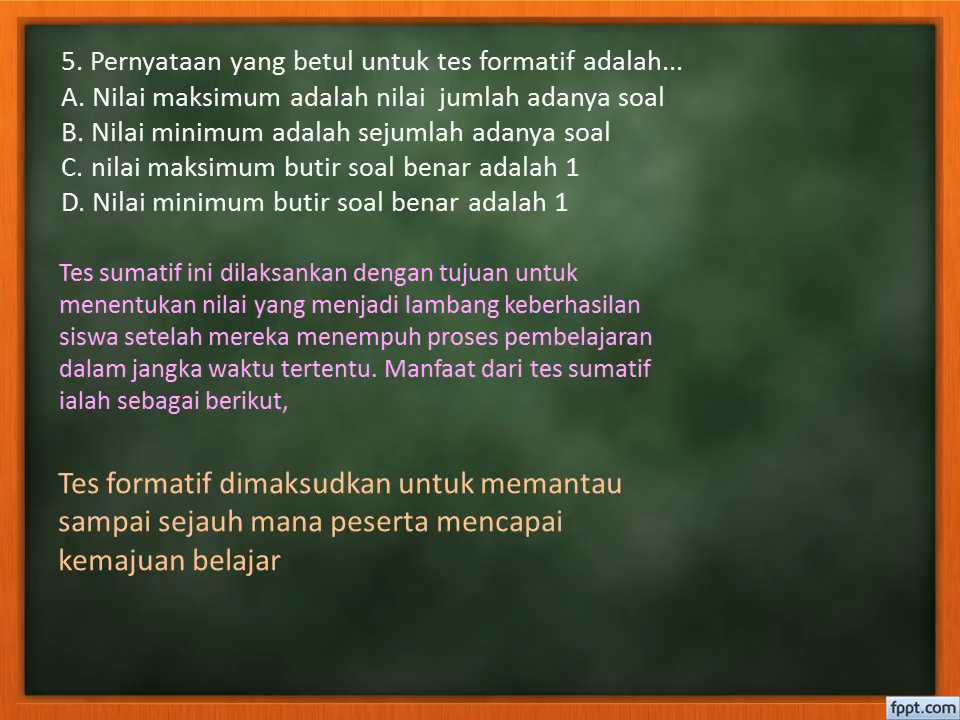 5. Pernyataan yang betul untuk tes formatif adalah...
A. Nilai maksimum adalah nilai  jumlah adanya soal
B. Nilai minimum adalah sejumlah adanya soal
C. nilai maksimum butir soal benar adalah 1
D. Nilai minimum butir soal benar adalah 1
Tes sumatif ini dilaksankan dengan tujuan untuk
menentukan nilai yang menjadi lambang keberhasilan
siswa setelah mereka menempuh proses pembelajaran
dalam jangka waktu tertentu. Manfaat dari tes sumatif
ialah sebagai berikut,
Tes formatif dimaksudkan untuk memantau
sampai sejauh mana peserta mencapai
kemajuan belajar
fppt.com